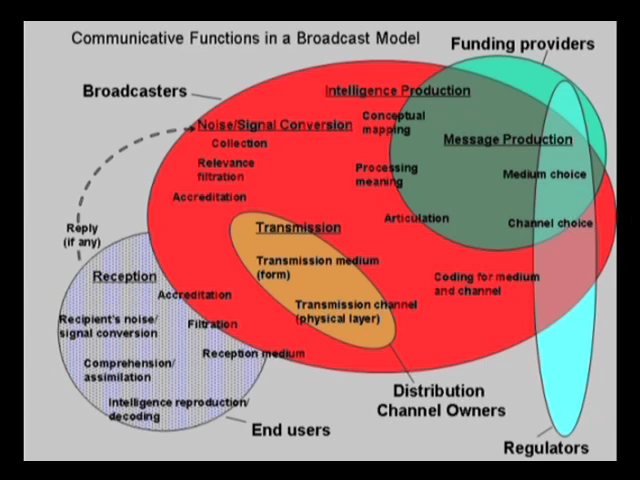 Communicative Functions in a Broadcast Model
Funding providers
Broadcasters
Intelligence Production
Noise/Signal Conversion
Conceptual
mapping
Collection
Message Production
Relevance
filtration
Processing
meaning
Medium choice
Accreditation
Articulation
Channel choice
Reply
(if any)
Transmission
Transmission medium
(form)
Reception
Coding for medium
and channel
Accreditation
Transmission channel
(physical layer)
Recipient's noise/
signal conversion
Filtration
Reception medium
Comprehension/
assimilation
Distribution
Channel Owners
Intelligence reproduction/
decoding
End users
Regulators